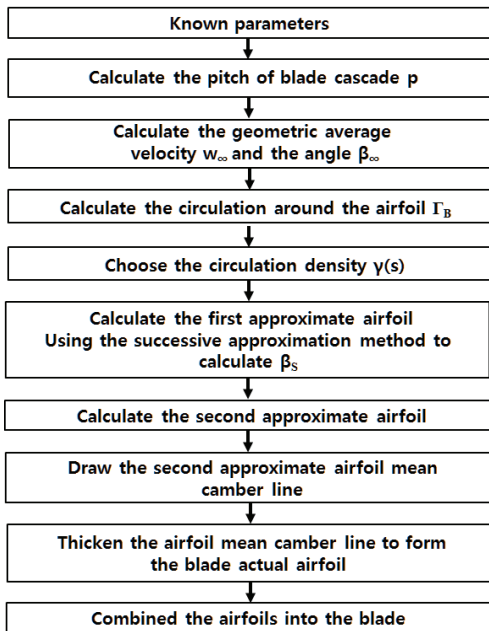 Known parameters
Calculate the pitch of blade cascade p
Calculate the geometric average
velocity w∞ and the angle β∞
Calculate the circulation around the airfoil ΓB
Choose the circulation density γ(s)
Calculate the first approximate airfoil
Using the successive approximation method to
calculate βS
Calculate the second approximate airfoil
Draw the second approximate airfoil mean
camber line
Thicken the airfoil mean camber line to form
the blade actual airfoil
Combined the airfoils into the blade